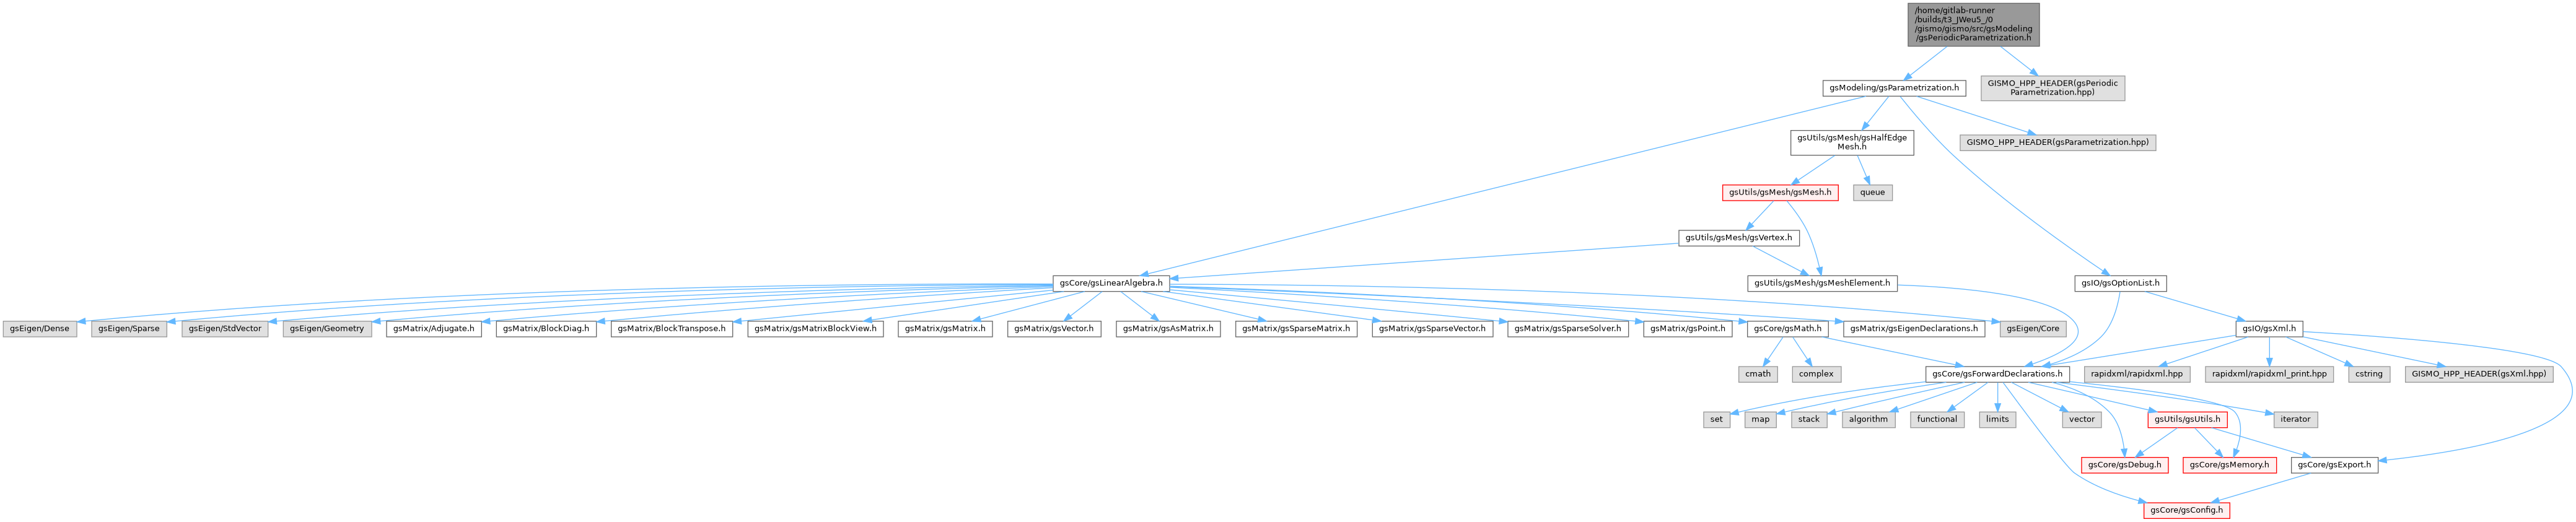 /home/gitlab-runner
/builds/t3_JWeu5_/0
/gismo/gismo/src/gsModeling
/gsPeriodicParametrization.h
gsModeling/gsParametrization.h
GISMO_HPP_HEADER(gsPeriodic
Parametrization.hpp)
gsUtils/gsMesh/gsHalfEdge
Mesh.h
GISMO_HPP_HEADER(gsParametrization.hpp)
gsUtils/gsMesh/gsMesh.h
queue
gsUtils/gsMesh/gsVertex.h
gsCore/gsLinearAlgebra.h
gsUtils/gsMesh/gsMeshElement.h
gsIO/gsOptionList.h
gsEigen/Dense
gsEigen/Sparse
gsEigen/StdVector
gsEigen/Geometry
gsMatrix/Adjugate.h
gsMatrix/BlockDiag.h
gsMatrix/BlockTranspose.h
gsMatrix/gsMatrixBlockView.h
gsMatrix/gsMatrix.h
gsMatrix/gsVector.h
gsMatrix/gsAsMatrix.h
gsMatrix/gsSparseMatrix.h
gsMatrix/gsSparseVector.h
gsMatrix/gsSparseSolver.h
gsMatrix/gsPoint.h
gsCore/gsMath.h
gsMatrix/gsEigenDeclarations.h
gsEigen/Core
gsIO/gsXml.h
cmath
complex
gsCore/gsForwardDeclarations.h
rapidxml/rapidxml.hpp
rapidxml/rapidxml_print.hpp
cstring
GISMO_HPP_HEADER(gsXml.hpp)
set
map
stack
algorithm
functional
limits
vector
gsUtils/gsUtils.h
iterator
gsCore/gsDebug.h
gsCore/gsMemory.h
gsCore/gsExport.h
gsCore/gsConfig.h